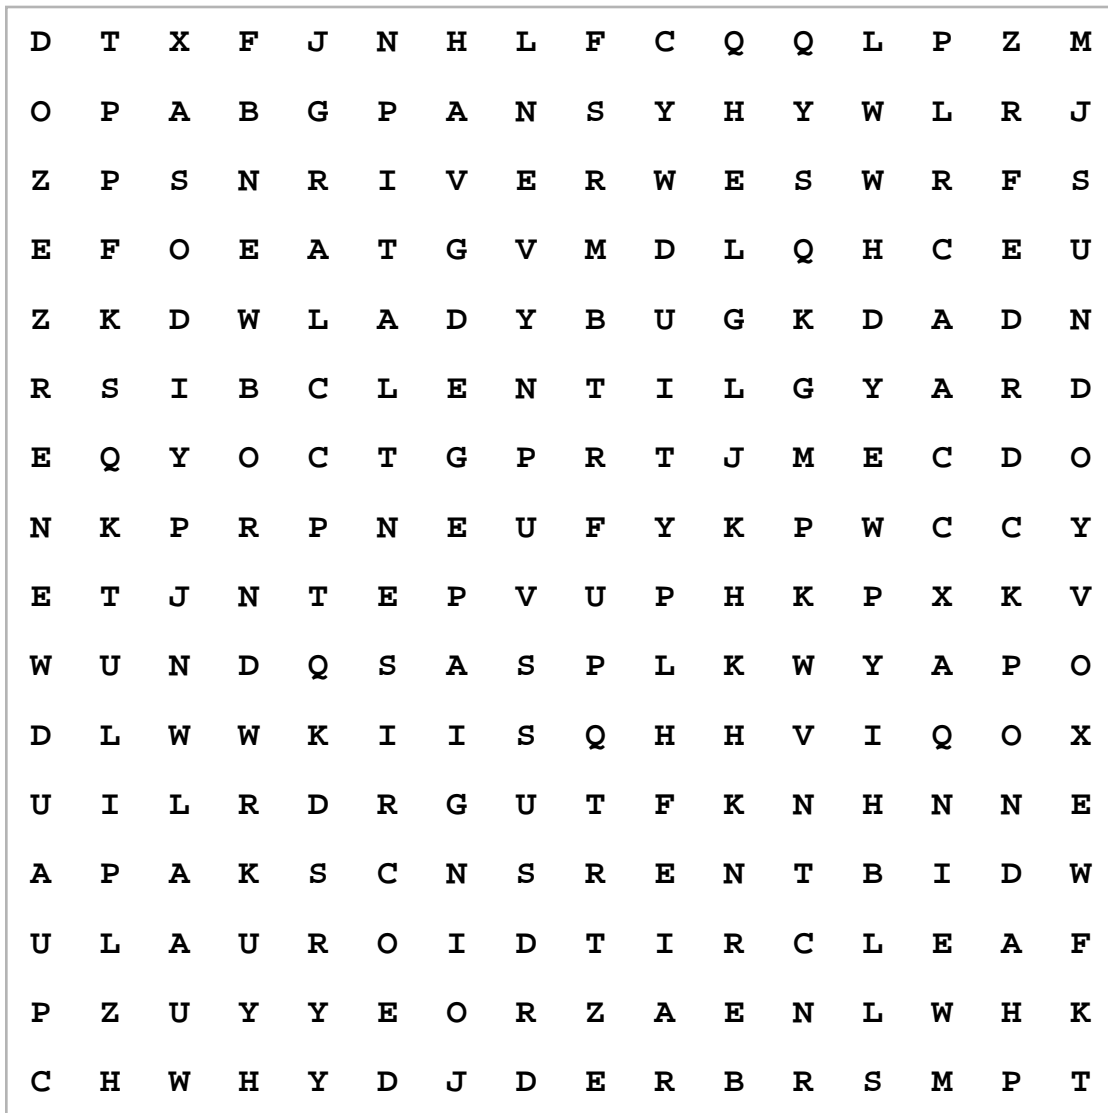 D T X F J N H L F C Q Q L P Z M
O P A B G P A N S Y H Y W L R J
Z P S N R I V E R W E S W R F S
E F O E A T G V M D L Q H C E U
Z K D W L A D Y B U G K D A D N
R S I B C L E N T I L G Y A R D
E Q Y O C T G P R T J M E C D O
N K P R P N E U F Y K P W C C Y
E T J N T E P V U P H K P X K V
W U N D Q S A S P L K W Y A P O
D L W W K I I S Q H H V I Q O X
U I L R D R G U T F K N H N N E
A P A K S C N S R E N T B I D W
U L A U R O I D T I R C L E A F
P Z U Y Y E O R Z A E N L W H K
C H W H Y D J D E R B R S M P T